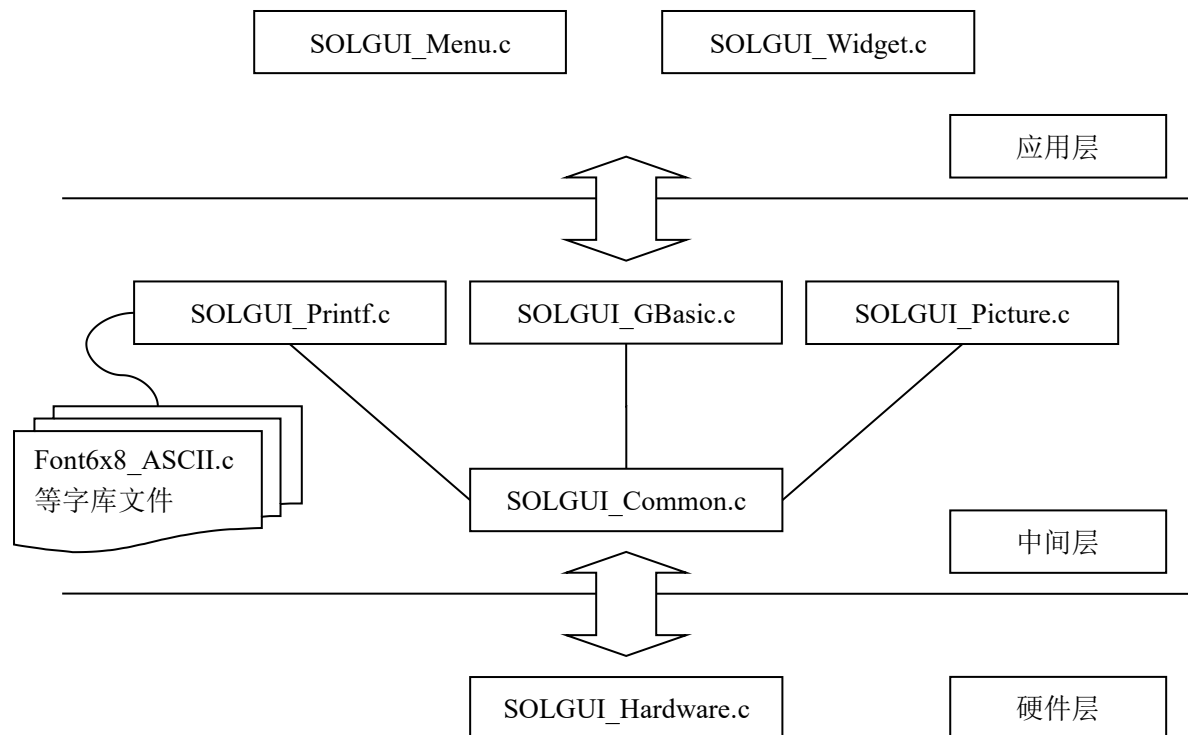 SOLGUI_Menu.c
SOLGUI_Widget.c
应用层
SOLGUI_Printf.c
SOLGUI_GBasic.c
SOLGUI_Picture.c
Font6x8_ASCII.c
等字库文件
SOLGUI_Common.c
中间层
SOLGUI_Hardware.c
硬件层